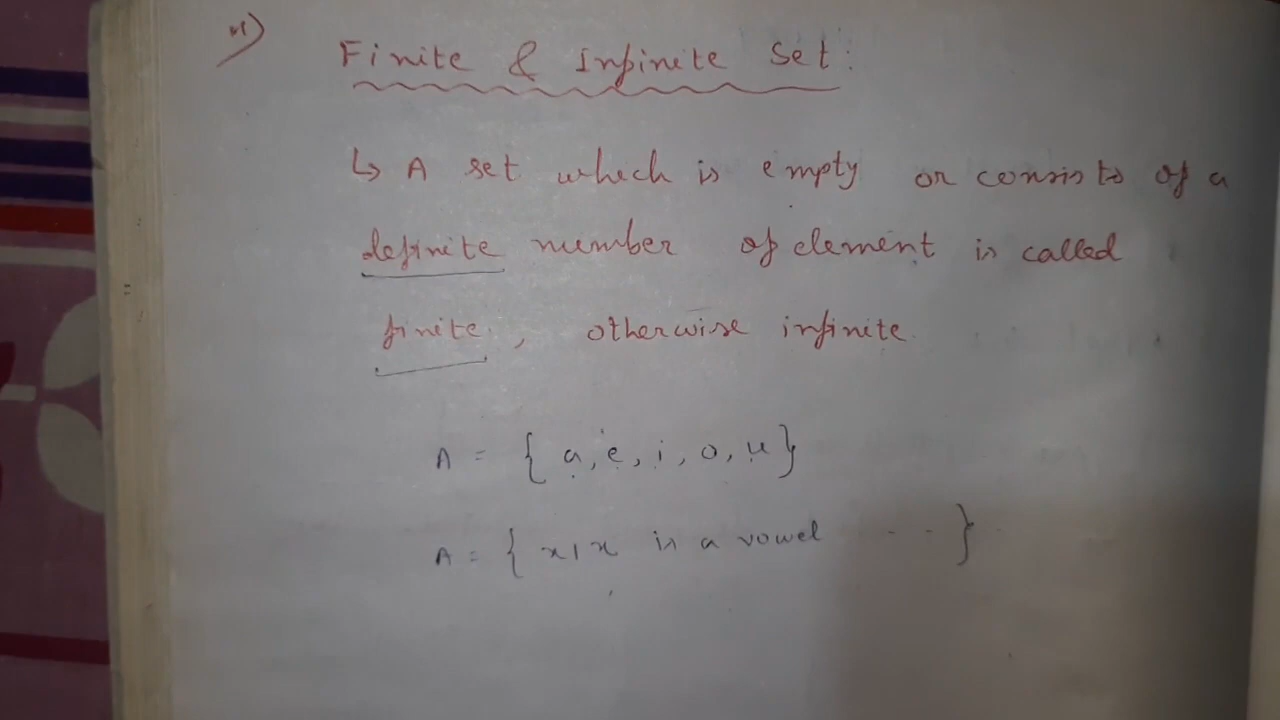 Finite & Infinite Set:
↳ A set which is empty or consists of a
definite number of element is called
finite, otherwise infinite.
A = { a, e, i, o, u }
A = { x | x is a vowel - - }